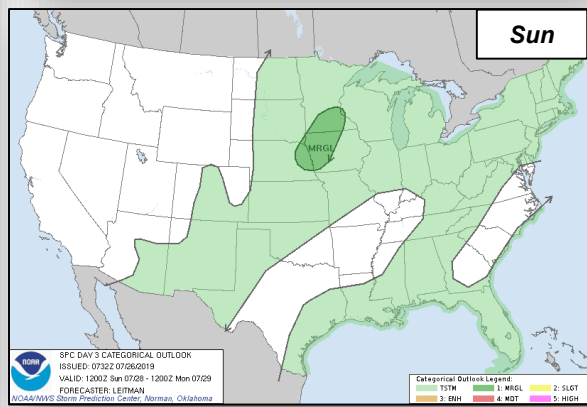 Sun
MRGL
SPC DAY 3 CATEGORICAL OUTLOOK
ISSUED: 0732Z 07/26/2019
VALID: 1200Z Sun 07/28 - 1200Z Mon 07/29
FORECASTER: LEITMAN
NOAA/NWS Storm Prediction Center, Norman, Oklahoma
NOAA
Categorical Outlook Legend:
TSTM 1: MRGL 2: SLGT
3: ENH 4: MDT 5: HIGH